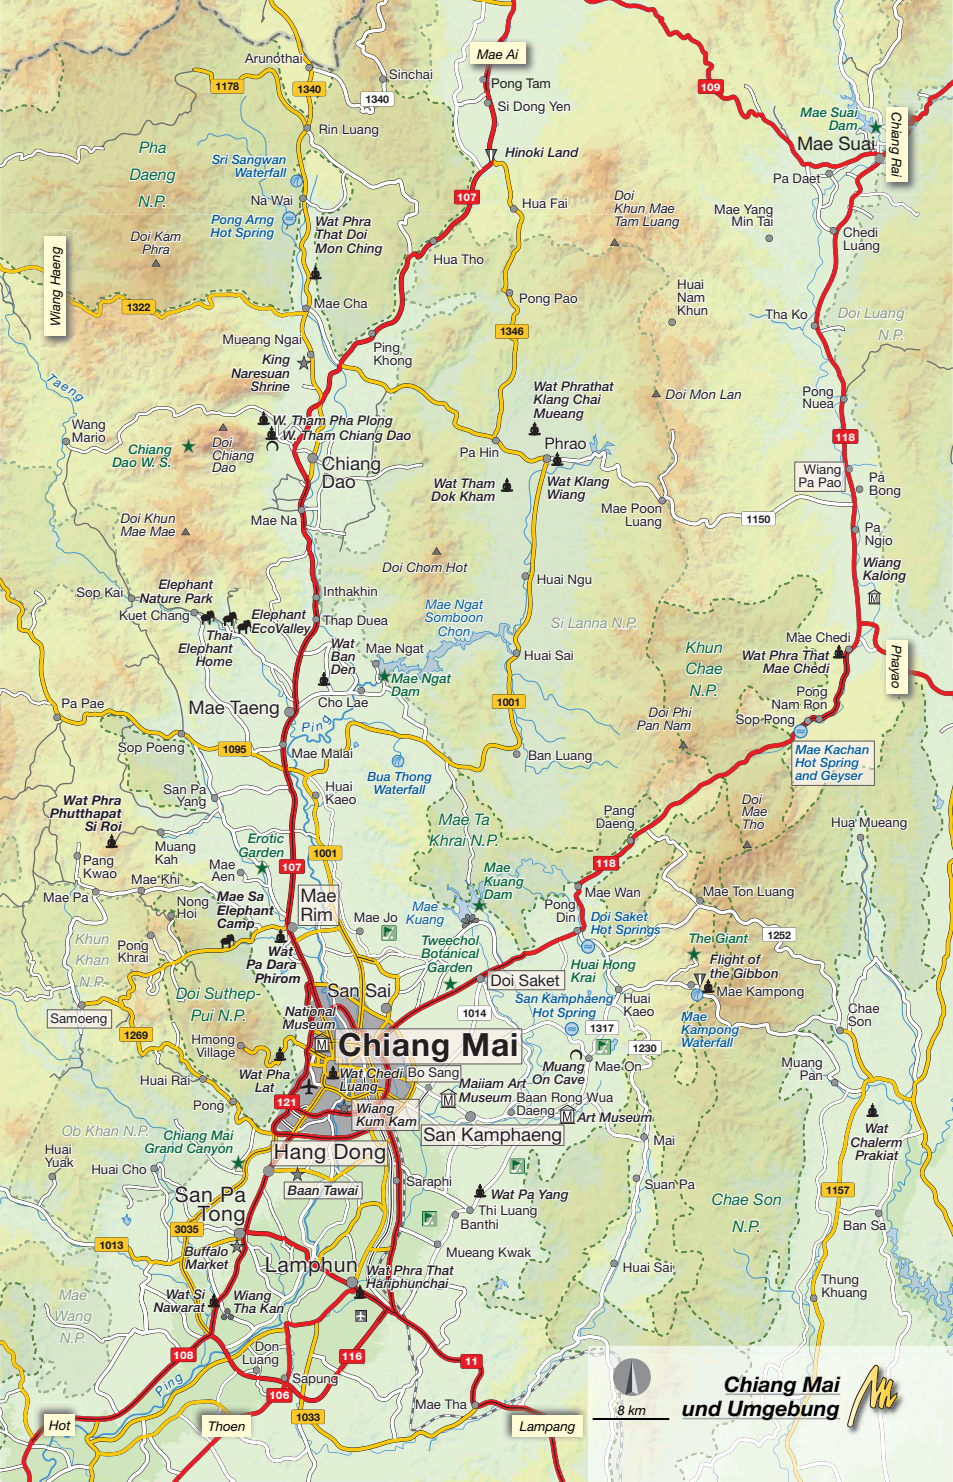 Mae Ai
Arunothai
Sinchai
Pong Tam
1178
1340
1340
109
Si Dong Yen
Mae Suai
Dam
Mae Suai
Chiang Rai
Rin Luang
Pha
Daeng
N.P.
Sri Sangwan
Waterfall
Hinoki Land
Pa Daet
Na Wai
107
Hua Fai
Doi
Khun Mae
Tam Luang
Mae Yang
Min Tai
Pong Arng
Hot Spring
Wat Phra
That Doi
Mon Ching
Doi Kam
Phra
Chedi
Luang
Wiang Haeng
Hua Tho
Huai
Nam
Khun
1322
Mae Cha
Pong Pao
Tha Ko
Doi Luang
N.P.
Mueang Ngai
1346
Ping
Khong
King
Naresuan
Shrine
Taeng
Wat Phrathat
Klang Chai
Mueang
Doi Mon Lan
Pong
Nuea
Wang
Mario
W. Tham Pha Plong
W. Tham Chiang Dao
Chiang
Dao W. S.
Doi
Chiang
Dao
Chiang
Dao
Pa Hin
Phrao
118
Wiang
Pa Pao
Pa
Bong
Wat Tham
Dok Kham
Wat Klang
Wiang
Mae Poon
Luang
1150
Doi Khun
Mae Mae
Mae Na
Pa
Ngio
Doi Chom Hot
Wiang
Kalong
Sop Kai
Elephant
Nature Park
Inthakhin
Huai Ngu
Kuet Chang
Elephant
EcoValley
Thap Duea
Mae Ngat
Somboon
Chon
Si Lanna N.P.
Thai
Elephant
Home
Wat
Ban
Den
Mae Ngat
Huai Sai
Khun
Chae
N.P.
Mae Chedi
Wat Phra That
Mae Chedi
Phayao
Mae Ngat
Dam
Cho Lae
1001
Pong
Nam Ron
Sop Pong
Pa Pae
Mae Taeng
Ping
Doi Phi
Pan Nam
Sop Poeng
1095
Mae Malai
Ban Luang
Mae Kachan
Hot Spring
and Geyser
Bua Thong
Waterfall
San Pa
Yang
Huai
Kaeo
Wat Phra
Phutthapat
Si Roi
Mae Ta
Khrai N.P.
Pang
Daeng
Doi
Mae
Tho
Hua Mueang
Muang
Kah
Erotic
Garden
1001
Pang
Kwao
Mae
Aen
107
118
Mae Khi
Mae Pa
Mae Sa
Elephant
Camp
Mae
Rim
Mae
Kuang
Dam
Mae Wan
Mae Ton Luang
Nong
Hoi
Mae Jo
Mae
Kuang
Pong
Din
Doi Saket
Hot Springs
Khun
Khan
N.P.
Pong
Khrai
Wat
Pa Dara
Phirom
Tweechol
Botanical
Garden
The Giant
1252
Flight of
the Gibbon
Huai Hong
Krai
Doi Saket
Doi Suthep-
Pui N.P.
San Sai
San Kamphaeng
Hot Spring
Huai
Kaeo
Mae Kampong
Samoeng
National
Museum
1014
1317
Mae
Kampong
Waterfall
Chae
Son
1269
Hmong
Village
Chiang Mai
1230
Wat Pha
Lat
Wat Chedi
Luang
Bo Sang
Muang
On Cave
Mae On
Muang
Pan
Huai Rai
Maiiam Art
Museum
Baan Rong Wua
Daeng
Pong
121
Wiang
Kum Kam
Art Museum
Wat
Chalerm
Prakiat
Ob Khan N.P.
Chiang Mai
Grand Canyon
San Kamphaeng
Mai
Huai
Yuak
Huai Cho
Hang Dong
Saraphi
Suan Pa
Baan Tawai
Wat Pa Yang
San Pa
Tong
Thi Luang
Banthi
Chae Son
N.P.
1157
3035
Ban Sa
1013
Buffalo
Market
Mueang Kwak
Lamphun
Wat Phra That
Hariphunchai
Huai Sai
Mae
Wang
N.P.
Wat Si
Nawarat
Wiang
Tha Kan
Thung
Khuang
Don
Luang
108
116
11
Ping
106
Sapung
Mae Tha
1033
Hot
Thoen
Lampang
8 km
Chiang Mai
und Umgebung